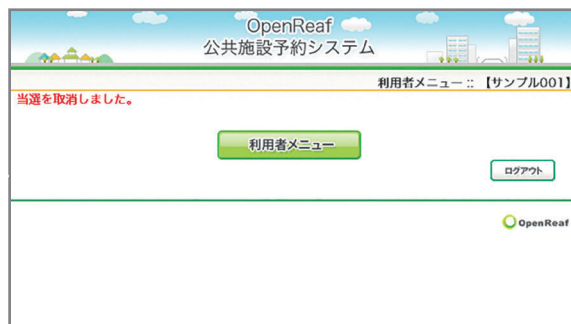 OpenReaf
公共施設予約システム
利用者メニュー :: 【サンプル001】
当選を取消しました。
利用者メニュー
ログアウト
OpenReaf